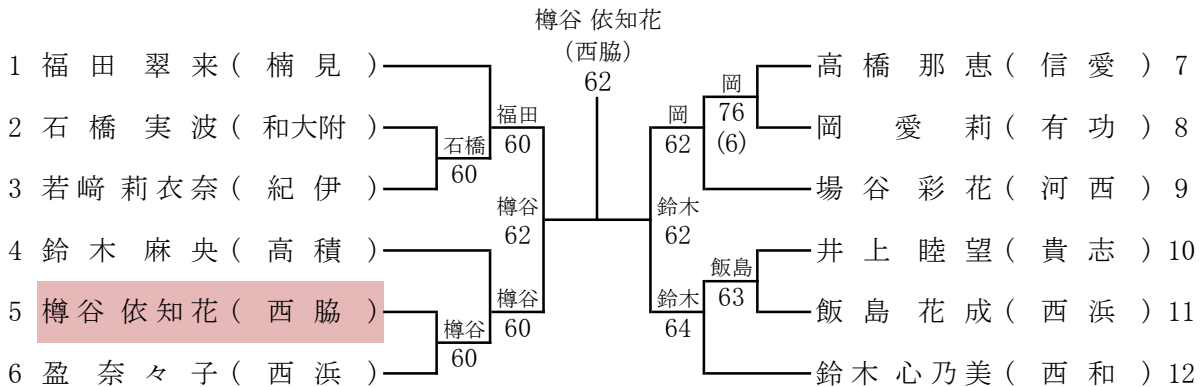 樽谷 依知花
(西脇)
62
1 福田翠来(楠見)
2 石橋実波(和大附)
3 若﨑莉衣奈(紀伊)
4 鈴木麻央(高積)
5 樽谷依知花(西脇)
6 盈奈々子(西浜)
福田
60
石橋
60
樽谷
62
樽谷
60
樽谷
60
岡
62
岡
76
(6)
鈴木
62
飯島
63
鈴木
64
高橋那恵(信愛) 7
岡愛莉(有功) 8
場谷彩花(河西) 9
井上睦望(貴志) 10
飯島花成(西浜) 11
鈴木心乃美(西和) 12